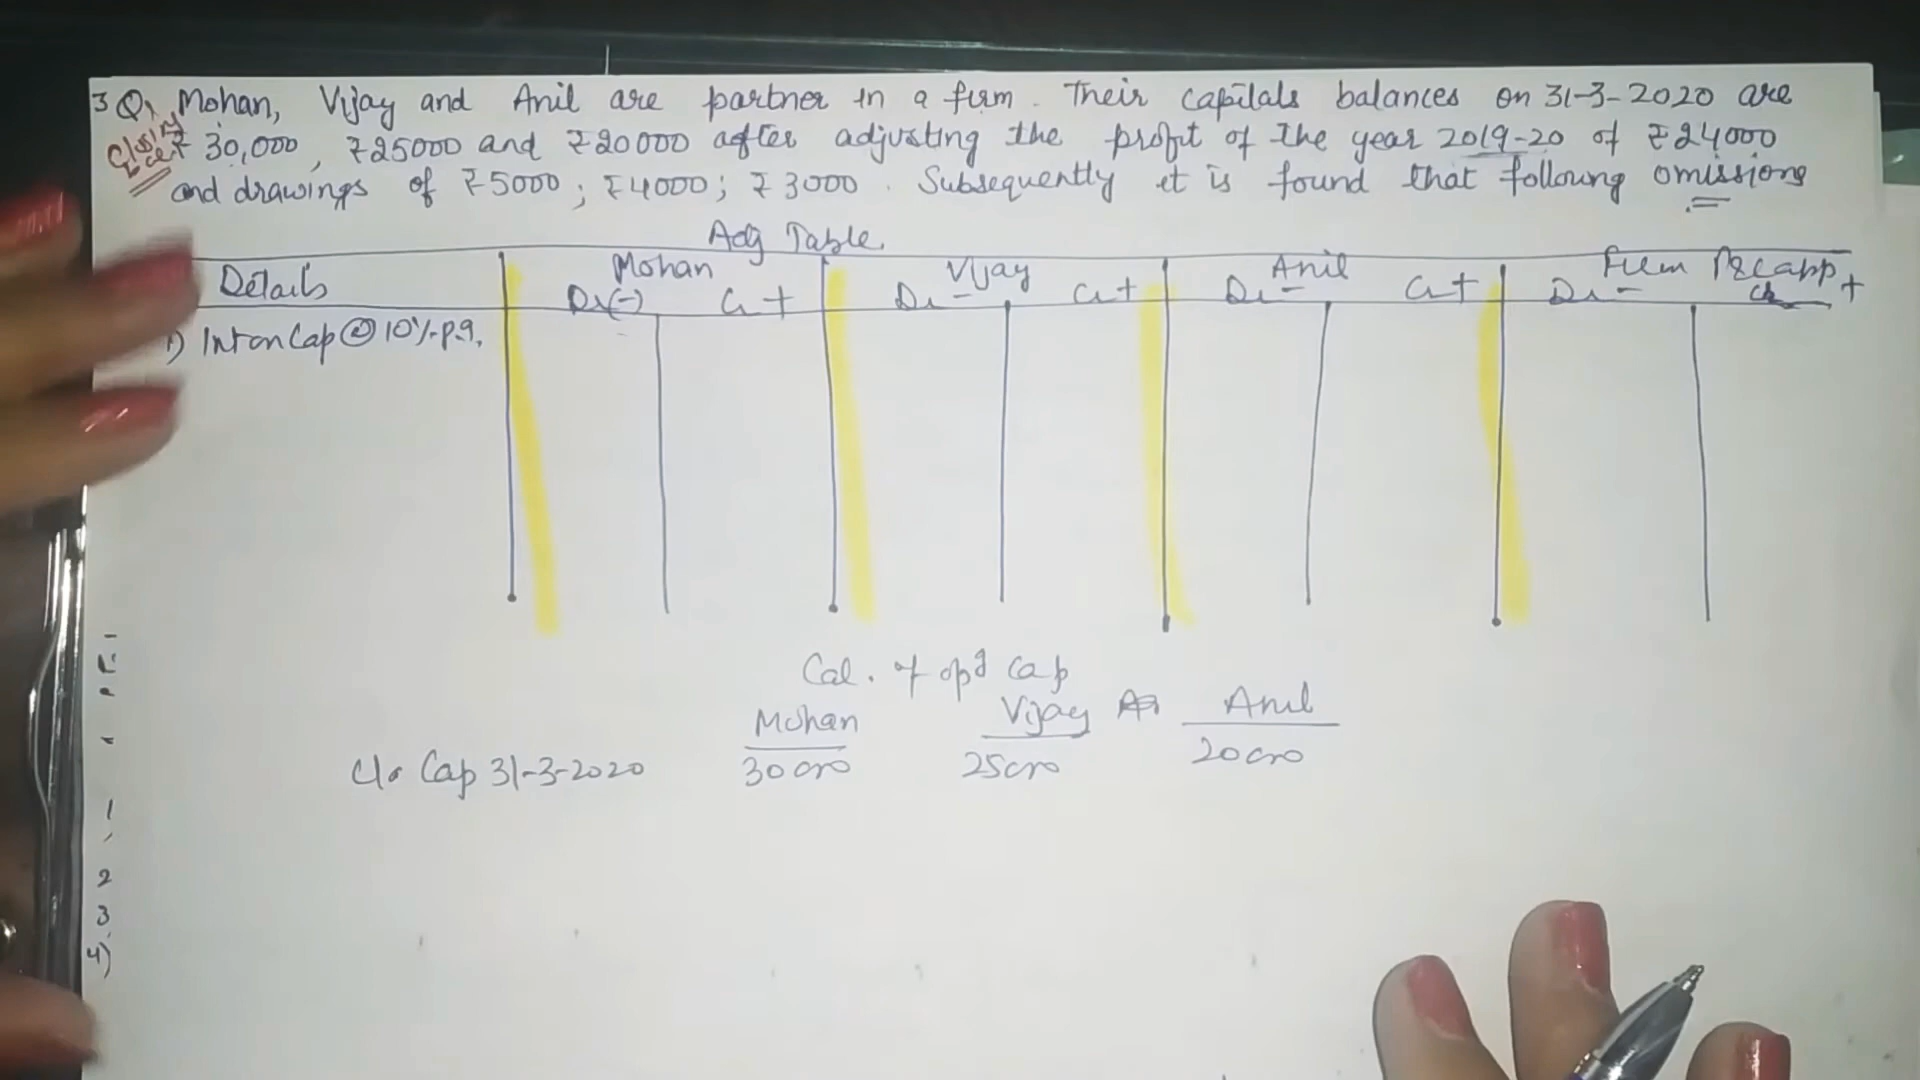 3Q, Mohan, Vijay and Anil are partner in a firm. Their capitals balances on 31-3-2020 are
Closing
₹ 30,000, ₹25000 and ₹20000 after adjusting the profit of the year 2019-20 of ₹24000
and drawings of ₹5000; ₹4000; ₹3000. Subsequently it is found that following omissions
Adj Table
Details Mohan Vijay Anil Firm
Dr(-) Cr + Dr - Cr + Dr - Cr + Dr - +
1) Int on Cap @ 10% p.a.
Cal. of opg Cap
Mohan Vijay Anil
Clo Cap 31-3-2020 30000 25000 20000
2
3
4)